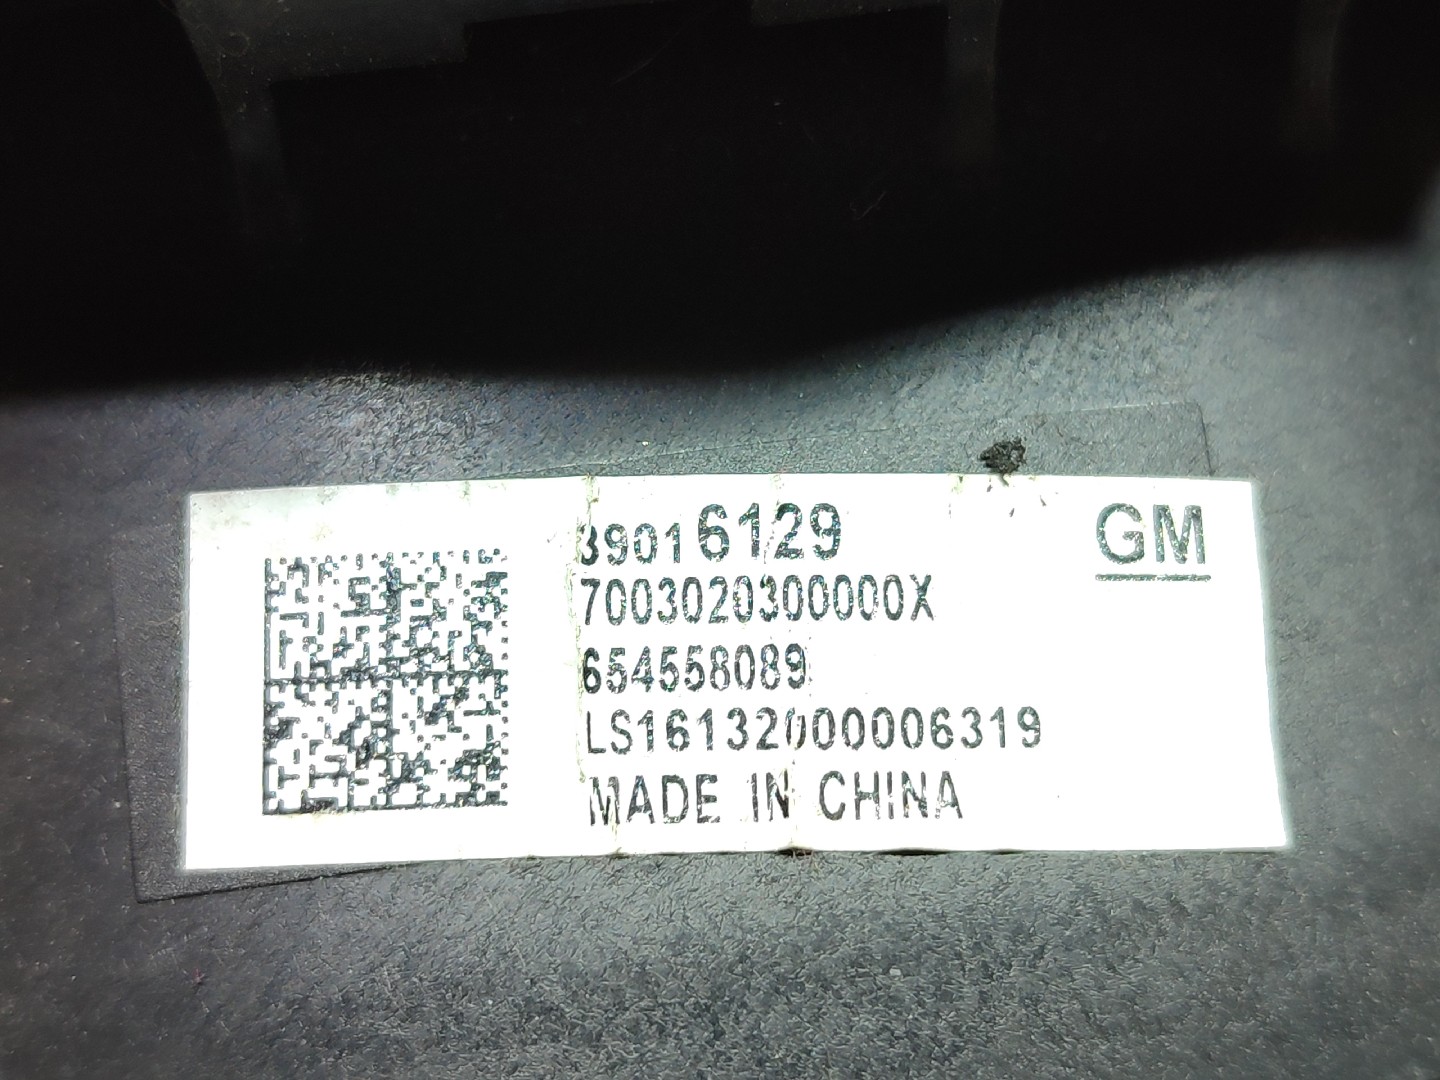 39016129
GM
7003020300000X
654558089
LS16132000006319
MADE IN CHINA